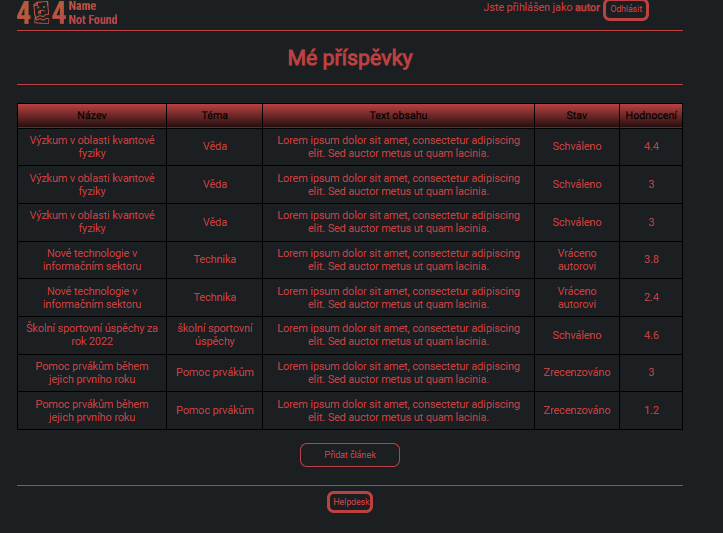 404 Name
Not Found
Jste přihlášen jako autor Odhlásit
Mé příspěvky
Název Téma Text obsahu Stav Hodnocení
Výzkum v oblasti kvantové
fyziky
Věda
Lorem ipsum dolor sit amet, consectetur adipiscing
elit. Sed auctor metus ut quam lacinia.
Schváleno
4.4
Výzkum v oblasti kvantové
fyziky
Věda
Lorem ipsum dolor sit amet, consectetur adipiscing
elit. Sed auctor metus ut quam lacinia.
Schváleno
3
Výzkum v oblasti kvantové
fyziky
Věda
Lorem ipsum dolor sit amet, consectetur adipiscing
elit. Sed auctor metus ut quam lacinia.
Schváleno
3
Nové technologie v
informačním sektoru
Technika
Lorem ipsum dolor sit amet, consectetur adipiscing
elit. Sed auctor metus ut quam lacinia.
Vráceno
autorovi
3.8
Nové technologie v
informačním sektoru
Technika
Lorem ipsum dolor sit amet, consectetur adipiscing
elit. Sed auctor metus ut quam lacinia.
Vráceno
autorovi
2.4
Školní sportovní úspěchy za
rok 2022
školní sportovní
úspěchy
Lorem ipsum dolor sit amet, consectetur adipiscing
elit. Sed auctor metus ut quam lacinia.
Schváleno
4.6
Pomoc prvákům během
jejich prvního roku
Pomoc prvákům
Lorem ipsum dolor sit amet, consectetur adipiscing
elit. Sed auctor metus ut quam lacinia.
Zrecenzováno
3
Pomoc prvákům během
jejich prvního roku
Pomoc prvákům
Lorem ipsum dolor sit amet, consectetur adipiscing
elit. Sed auctor metus ut quam lacinia.
Zrecenzováno
1.2
Přidat článek
Helpdesk